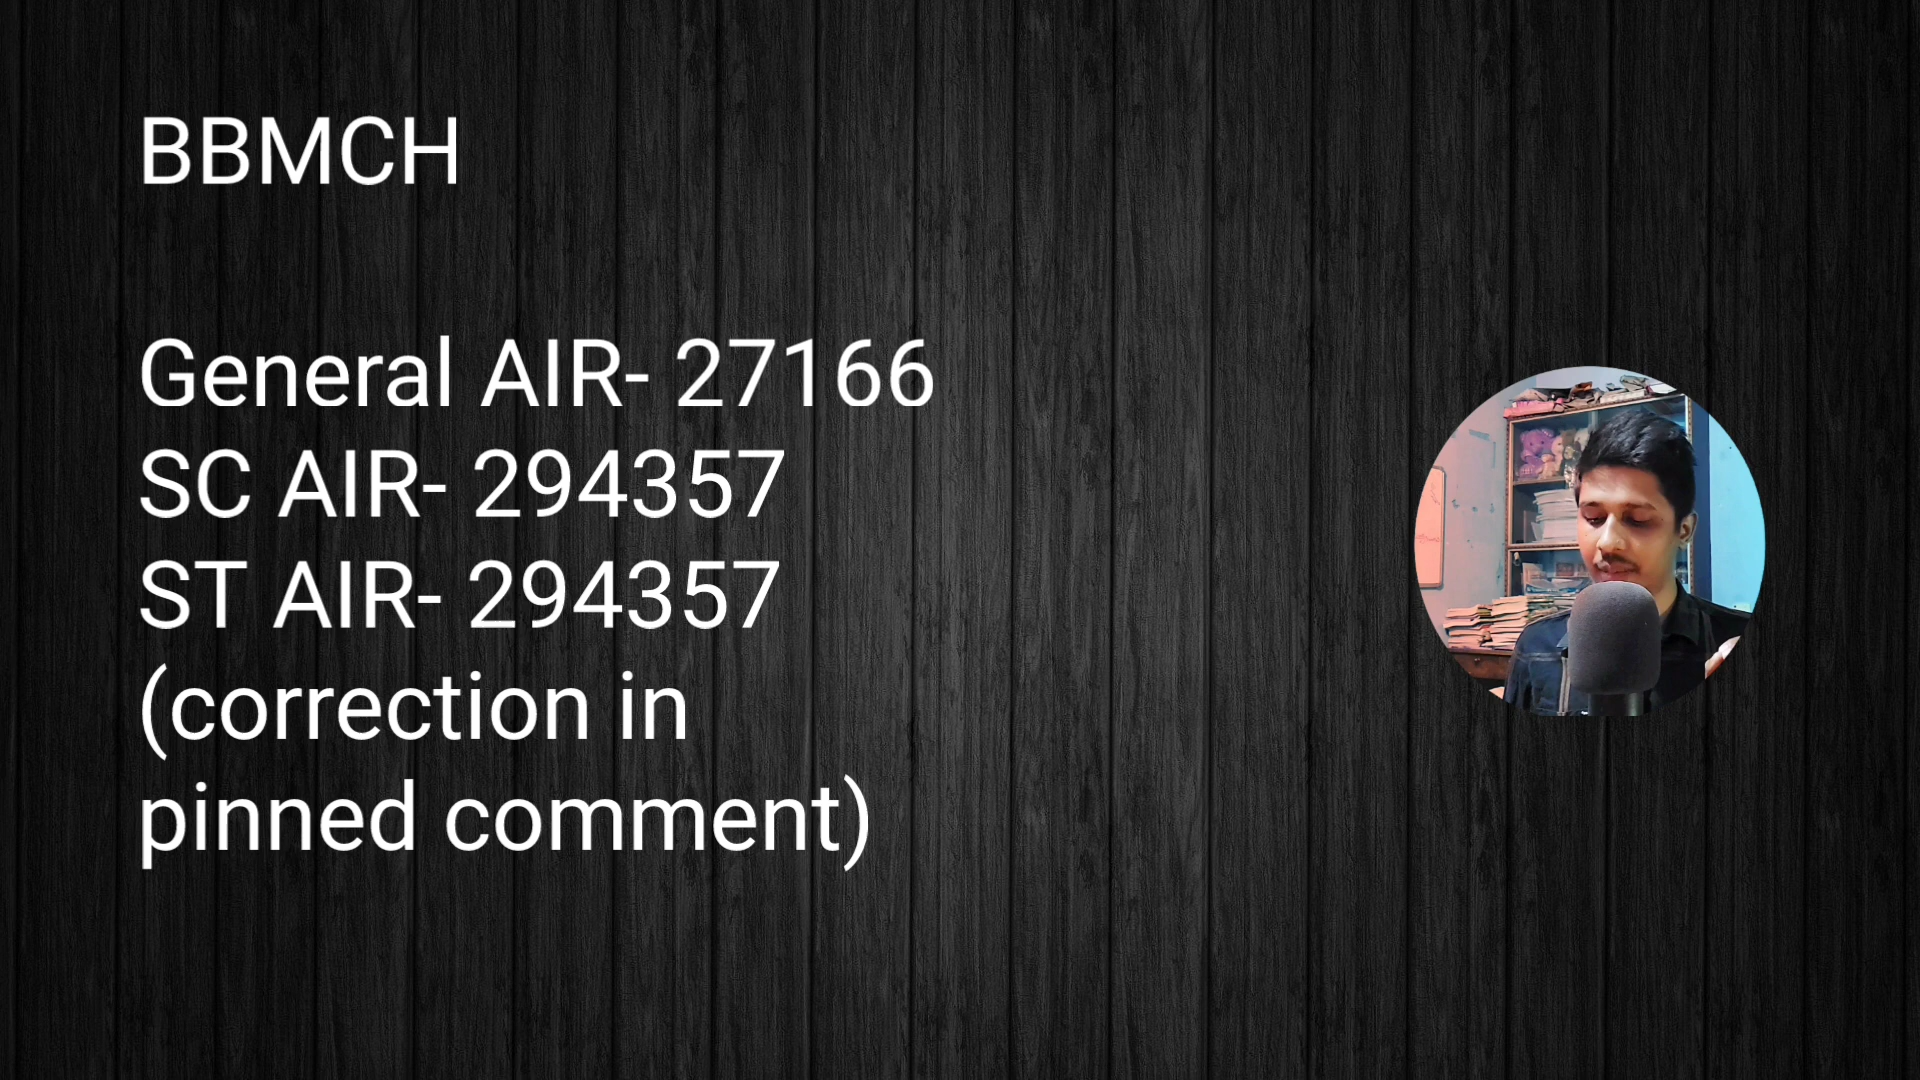 BBMCH
General AIR- 27166
SC AIR- 294357
ST AIR- 294357
(correction in
pinned comment)